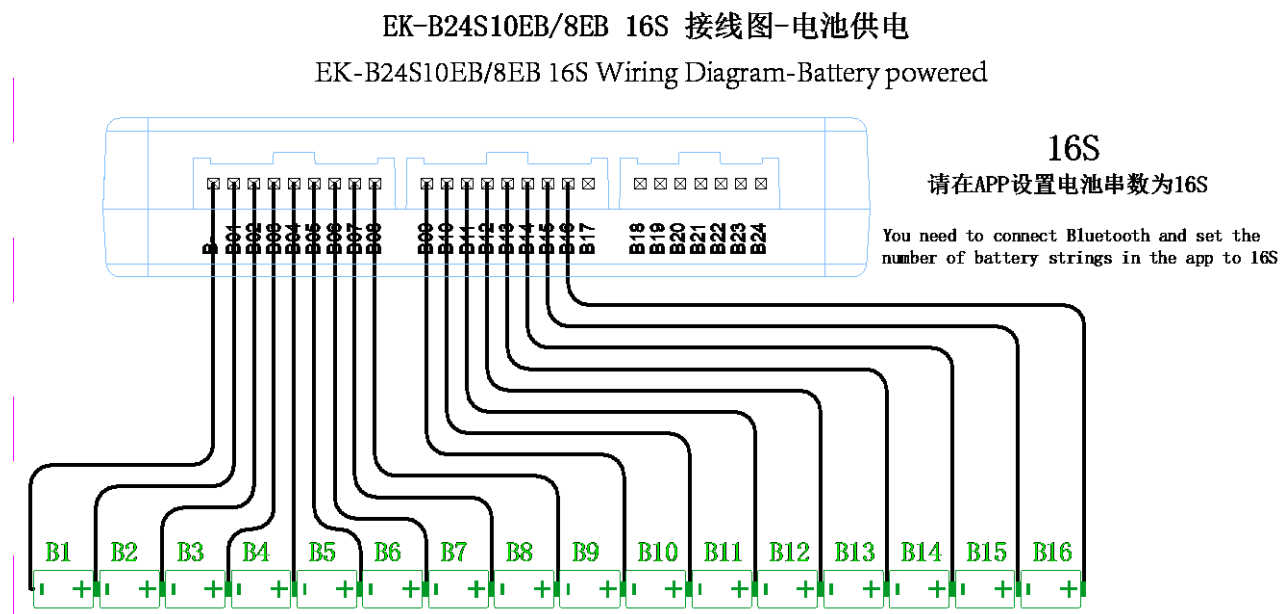 EK-B24S10EB/8EB 16S 接线图-电池供电
EK-B24S10EB/8EB 16S Wiring Diagram-Battery powered
16S
请在APP设置电池串数为16S
You need to connect Bluetooth and set the
number of battery strings in the app to 16S
B- B01 B02 B03 B04 B05 B06 B07 B08 B09 B10 B11 B12 B13 B14 B15 B16 B17 B18 B19 B20 B21 B22 B23 B24
B1 B2 B3 B4 B5 B6 B7 B8 B9 B10 B11 B12 B13 B14 B15 B16
- + - + - + - + - + - + - + - + - + - + - + - + - + - + - + - +